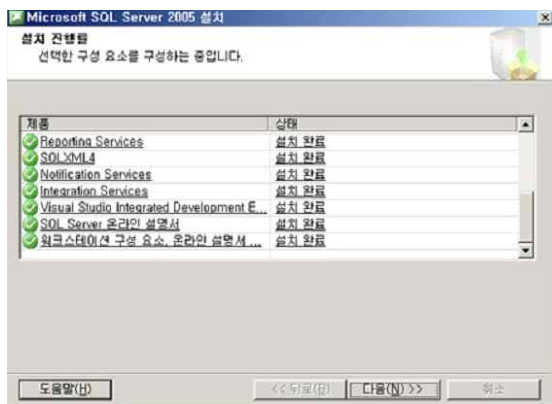 Microsoft SQL Server 2005 설치
설치 진행률
선택한 구성 요소를 구성하는 중입니다.
제품 상태
Reporting Services 설치 완료
SQLXML4 설치 완료
Notification Services 설치 완료
Integration Services 설치 완료
Visual Studio Integrated Development E... 설치 완료
SQL Server 온라인 설명서 설치 완료
워크스테이션 구성 요소, 온라인 설명서 ... 설치 완료
도움말(H) << 뒤로(B) 다음(N) >> 취소